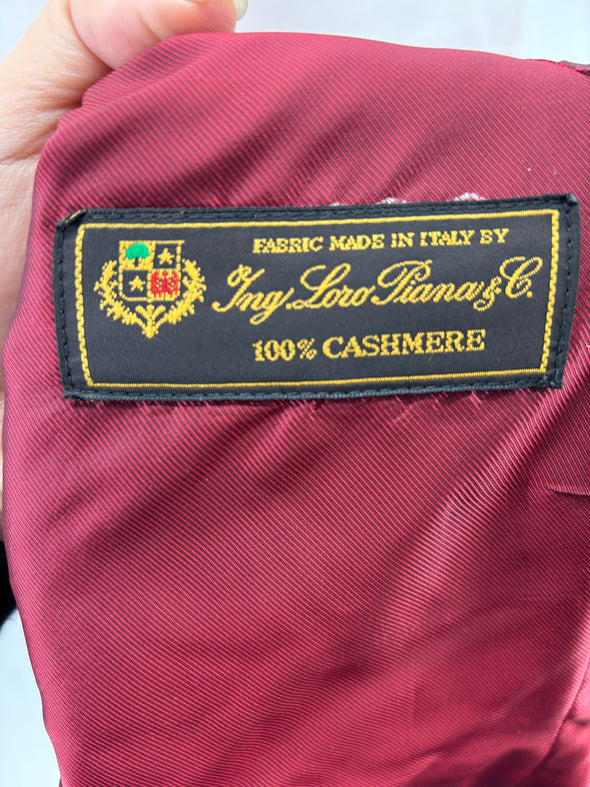 FABRIC MADE IN ITALY BY
Ing. Loro Piana & C.
100% CASHMERE